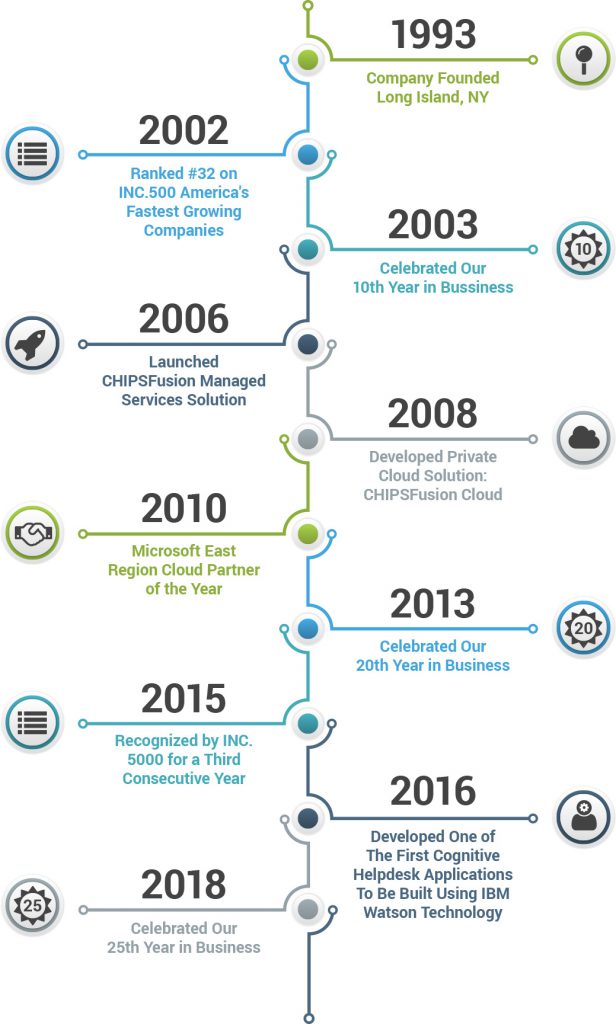 1993
Company Founded
Long Island, NY
2002
Ranked #32 on
INC.500 America's
Fastest Growing
Companies
2003
Celebrated Our
10th Year in Bussiness
10
2006
Launched
CHIPSFusion Managed
Services Solution
2008
Developed Private
Cloud Solution:
CHIPSFusion Cloud
2010
Microsoft East
Region Cloud Partner
of the Year
2013
Celebrated Our
20th Year in Business
20
2015
Recognized by INC.
5000 for a Third
Consecutive Year
2016
Developed One of
The First Cognitive
Helpdesk Applications
To Be Built Using IBM
Watson Technology
2018
25
Celebrated Our
25th Year in Business